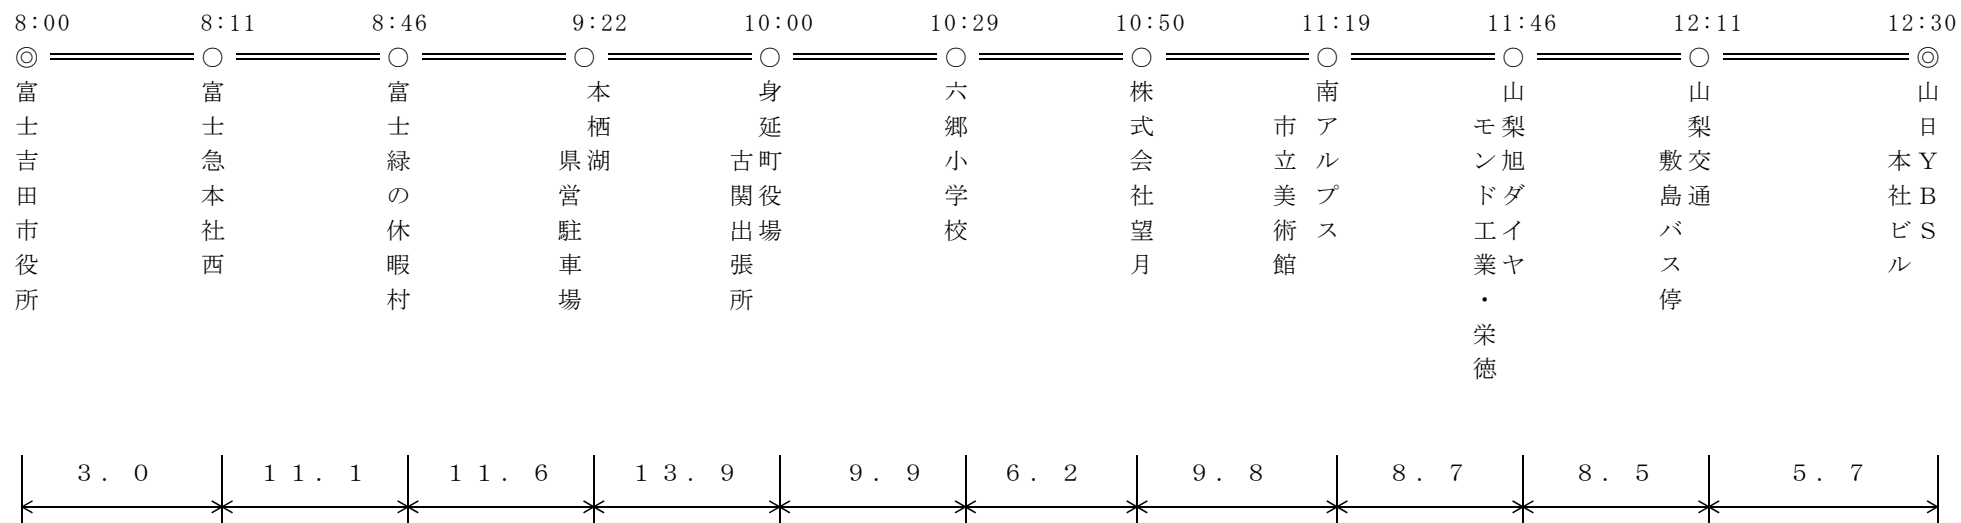 8:00 8:11 8:46 9:22 10:00 10:29 10:50 11:19 11:46 12:11 12:30
◎ ○ ○ ○ ○ ○ ○ ○ ○ ○ ◎
富士吉田市役所
富士急本社西
富士緑の休暇村
本栖湖
県営駐車場
身延町役場
古関出張所
六郷小学校
株式会社望月
南アルプス
市立美術館
山梨旭ダイヤ
モンド工業・栄徳
山梨交通
敷島バス停
山日YBS
本社ビル
3.0 11.1 11.6 13.9 9.9 6.2 9.8 8.7 8.5 5.7